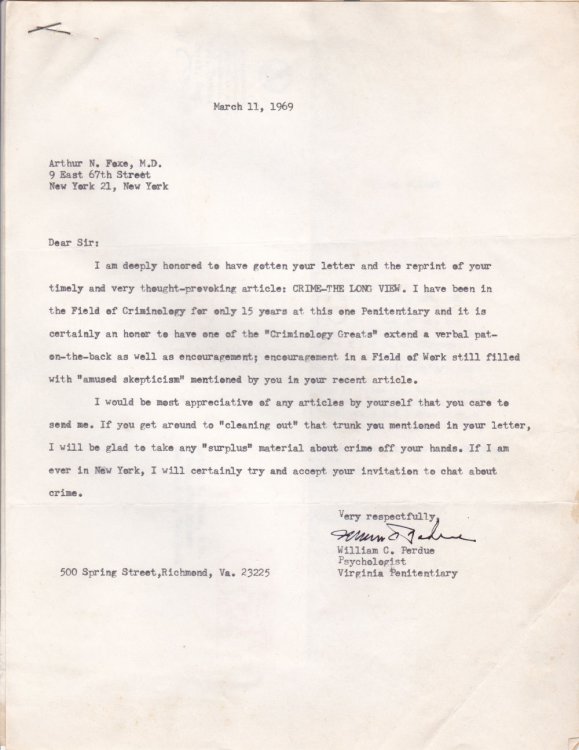 March 11, 1969
Arthur N. Foxe, M.D.
9 East 67th Street
New York 21, New York
Dear Sir:
I am deeply honored to have gotten your letter and the reprint of your
timely and very thought-provoking article: CRIME-THE LONG VIEW. I have been in
the Field of Criminology for only 15 years at this one Penitentiary and it is
certainly an honor to have one of the "Criminology Greats" extend a verbal pat-
on-the-back as well as encouragement; encouragement in a Field of Work still filled
with "amused skepticism" mentioned by you in your recent article.
I would be most appreciative of any articles by yourself that you care to
send me. If you get around to "cleaning out" that trunk you mentioned in your letter,
I will be glad to take any "surplus" material about crime off your hands. If I am
ever in New York, I will certainly try and accept your invitation to chat about
crime.
Very respectfully,
William C. Perdue
Psychologist
500 Spring Street,Richmond, Va. 23225
Virginia Penitentiary